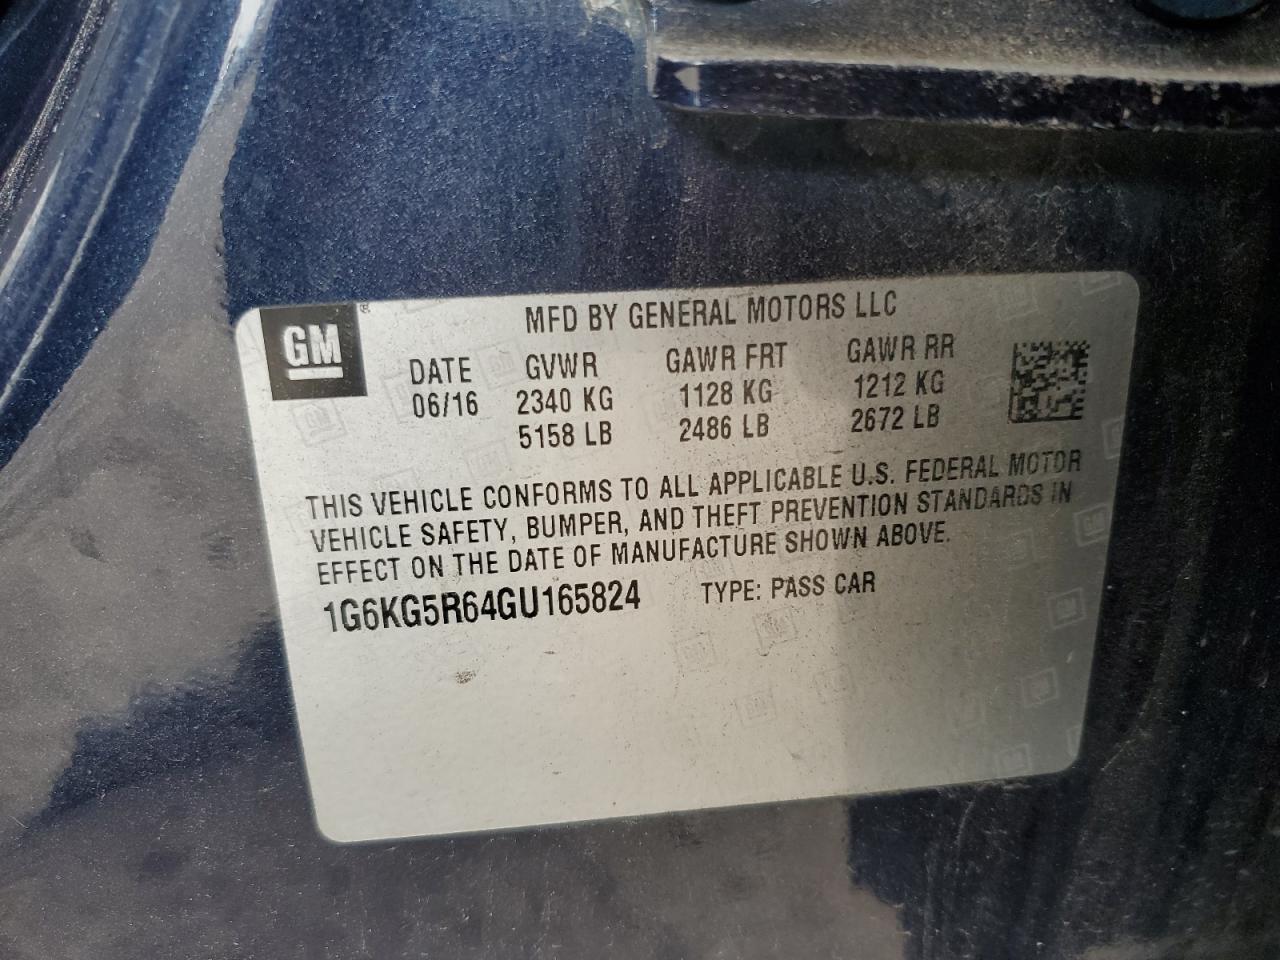 MFD BY GENERAL MOTORS LLC
GM ®
DATE GVWR GAWR FRT GAWR RR
06/16 2340 KG 1128 KG 1212 KG
5158 LB 2486 LB 2672 LB
THIS VEHICLE CONFORMS TO ALL APPLICABLE U.S. FEDERAL MOTOR
VEHICLE SAFETY, BUMPER, AND THEFT PREVENTION STANDARDS IN
EFFECT ON THE DATE OF MANUFACTURE SHOWN ABOVE.
1G6KG5R64GU165824 TYPE: PASS CAR